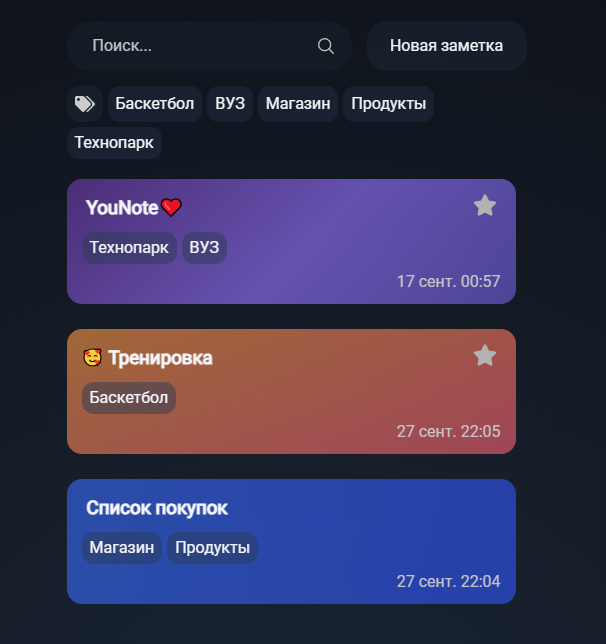 Поиск... Новая заметка
Баскетбол ВУЗ Магазин Продукты
Технопарк
YouNote❤️
Технопарк ВУЗ
17 сент. 00:57
🥰 Тренировка
Баскетбол
27 сент. 22:05
Список покупок
Магазин Продукты
27 сент. 22:04